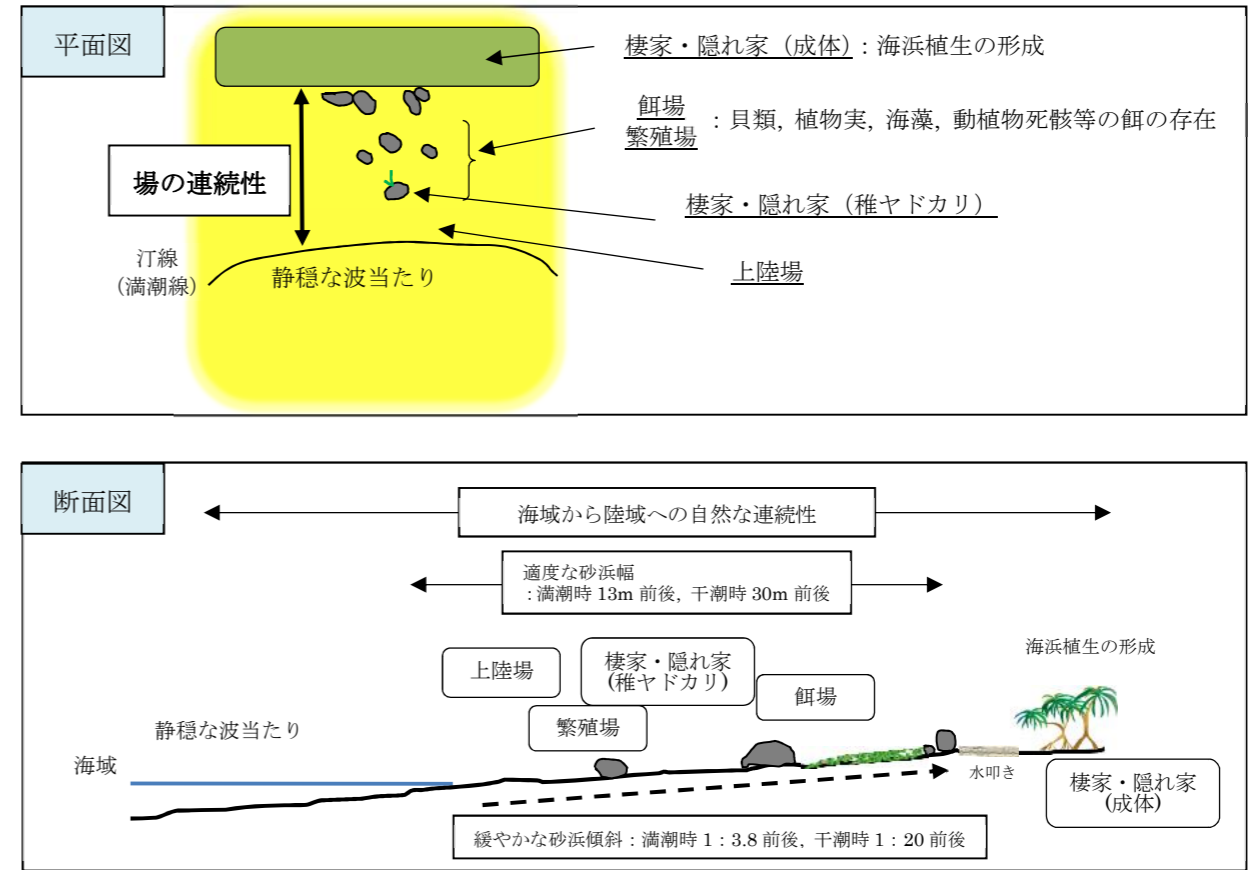 平面図
棲家・隠れ家（成体）: 海浜植生の形成
餌場
繁殖場
: 貝類, 植物実, 海藻, 動植物死骸等の餌の存在
場の連続性
棲家・隠れ家（稚ヤドカリ）
汀線
(満潮線)
静穏な波当たり
上陸場
断面図
海域から陸域への自然な連続性
適度な砂浜幅
: 満潮時 13m 前後, 干潮時 30m 前後
海浜植生の形成
上陸場
棲家・隠れ家
(稚ヤドカリ)
餌場
繁殖場
静穏な波当たり
海域
水叩き
棲家・隠れ家
(成体)
緩やかな砂浜傾斜 : 満潮時 1 : 3.8 前後, 干潮時 1 : 20 前後